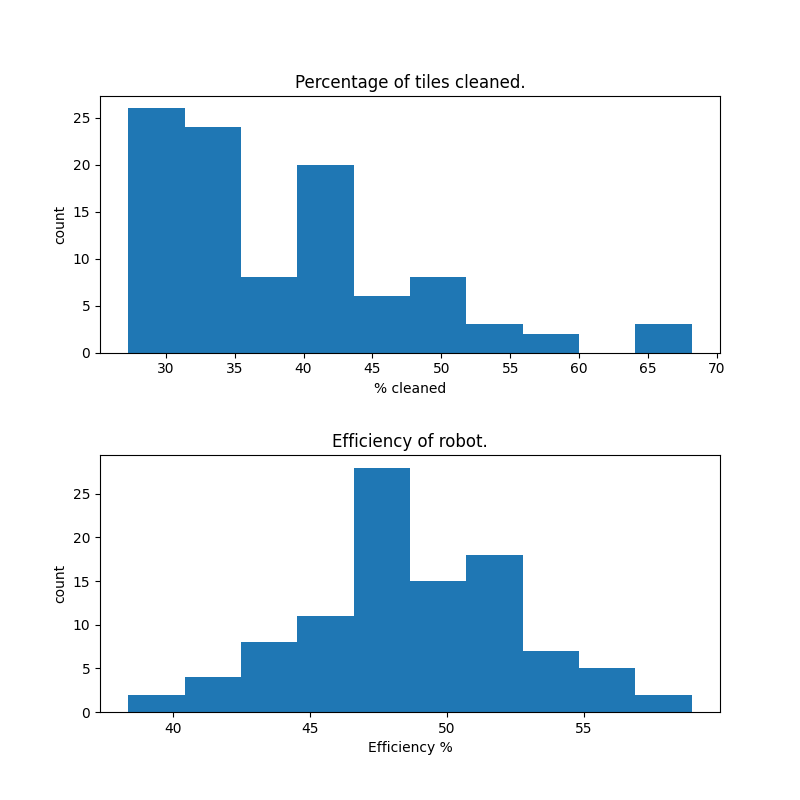 Percentage of tiles cleaned.
25
20
15
10
5
0
count
30 35 40 45 50 55 60 65 70
% cleaned
Efficiency of robot.
25
20
15
10
5
0
count
40 45 50 55
Efficiency %